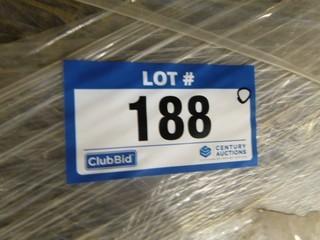 LOT #
188
ClubBid
CENTURY
AUCTIONS